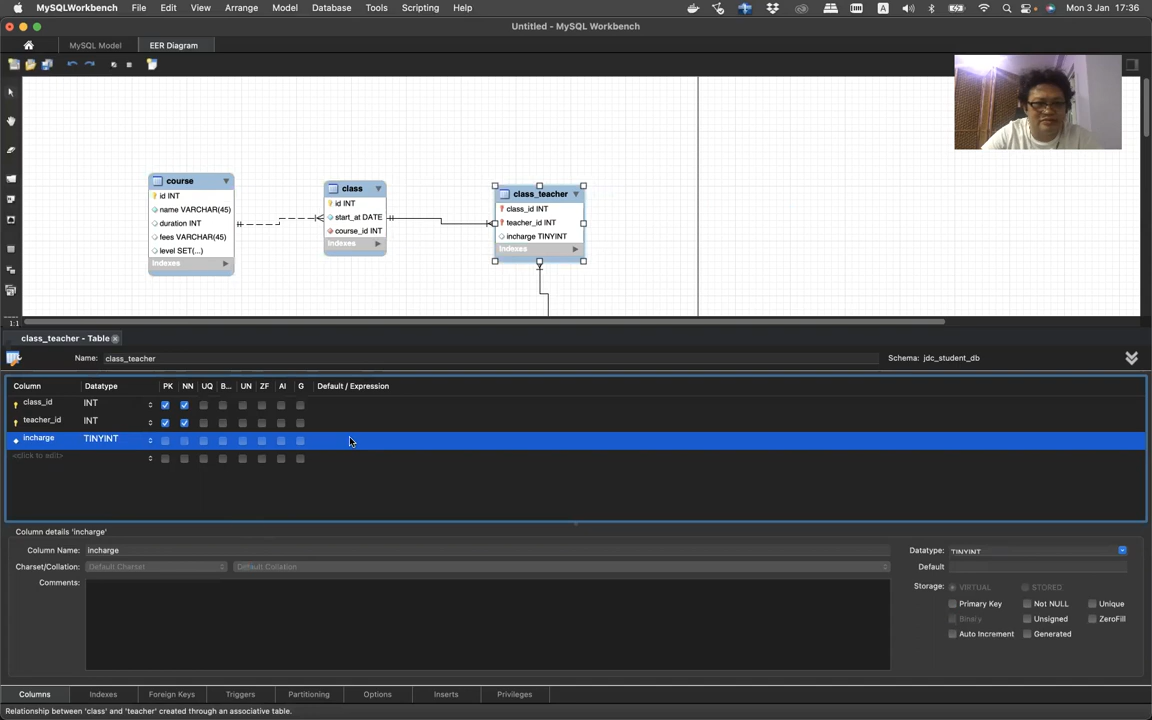 MySQLWorkbench File Edit View Arrange Model Database Tools Scripting Help A Mon 3 Jan 17:36
Untitled - MySQL Workbench
MySQL Model EER Diagram
course
id INT
name VARCHAR(45)
duration INT
fees VARCHAR(45)
level SET(...)
Indexes
class
id INT
start_at DATE
course_id INT
Indexes
class_teacher
class_id INT
teacher_id INT
incharge TINYINT
Indexes
1:1
class_teacher - Table
Name: class_teacher Schema: jdc_student_db
Column Datatype PK NN UQ B... UN ZF AI G Default / Expression
class_id INT
teacher_id INT
incharge TINYINT
<click to edit>
Column details 'incharge'
Column Name: incharge Datatype: TINYINT
Charset/Collation: Default Charset Default Collation Default
Comments: Storage: VIRTUAL STORED
Primary Key Not NULL Unique
Binary Unsigned ZeroFill
Auto Increment Generated
Columns Indexes Foreign Keys Triggers Partitioning Options Inserts Privileges
Relationship between 'class' and 'teacher' created through an associative table.